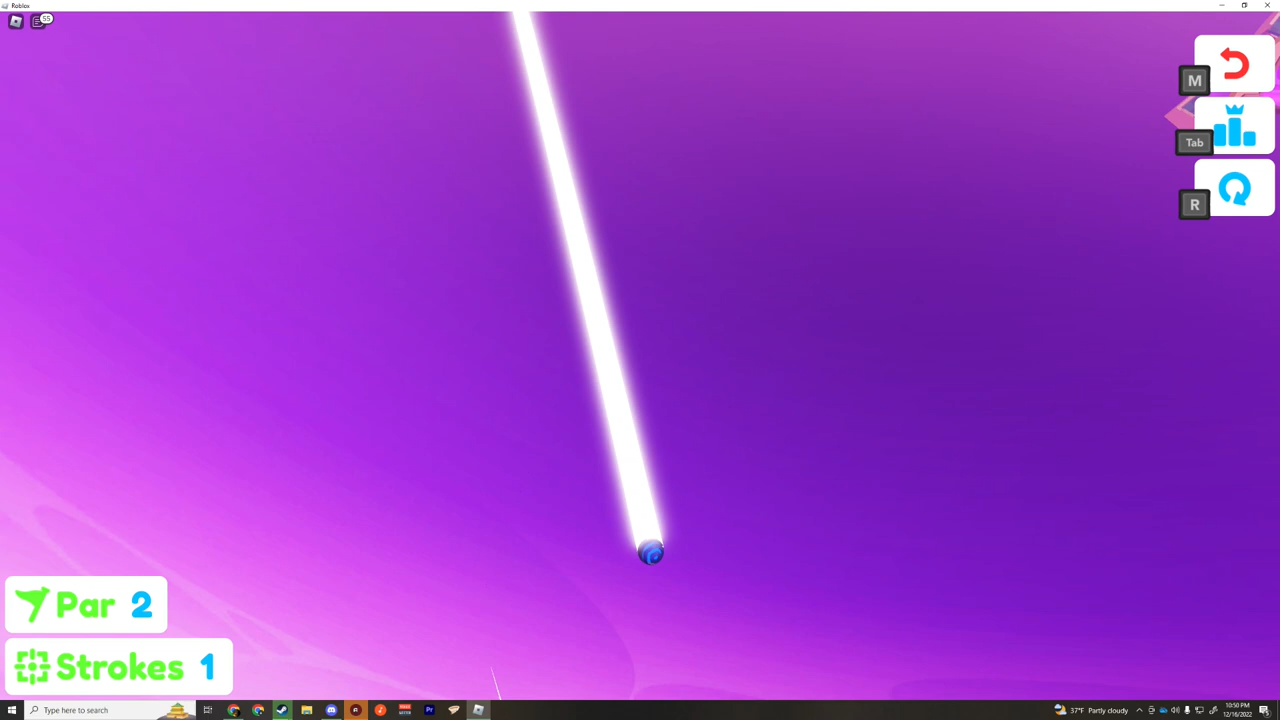 Roblox
55
M
Tab
R
Par 2
Strokes 1
Type here to search
Pr
37°F Partly cloudy
10:50 PM
12/16/2022